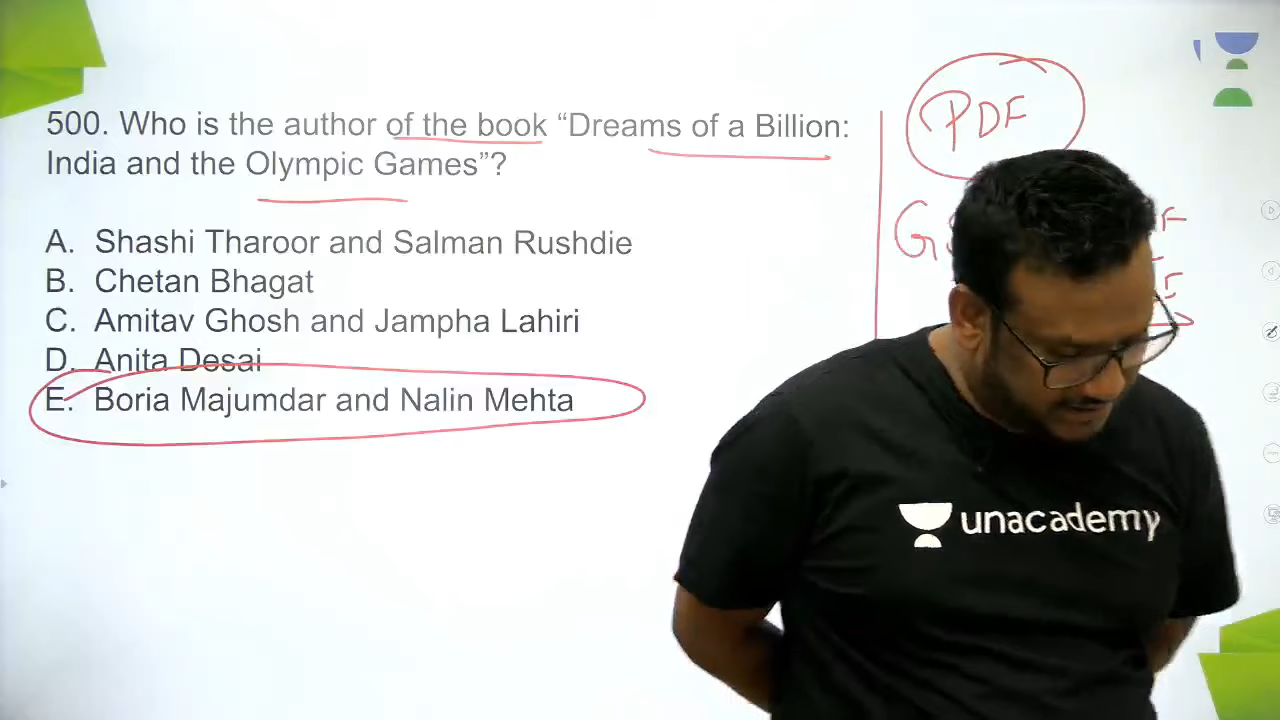 500. Who is the author of the book “Dreams of a Billion:
India and the Olympic Games”?
A. Shashi Tharoor and Salman Rushdie
B. Chetan Bhagat
C. Amitav Ghosh and Jampha Lahiri
D. Anita Desai
E. Boria Majumdar and Nalin Mehta
PDF
unacademy